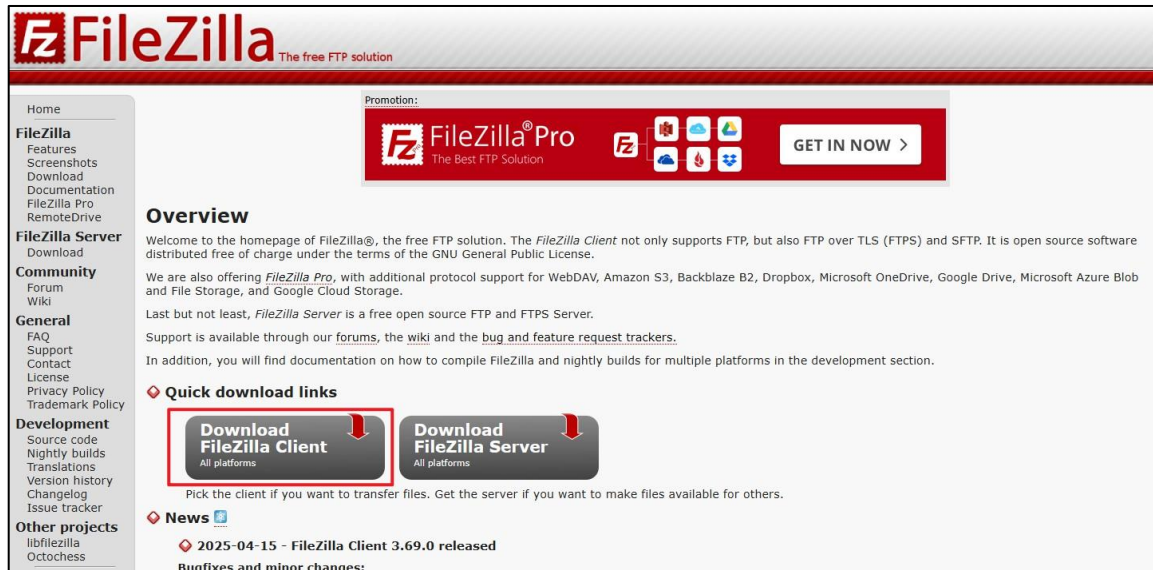 FileZilla
The free FTP solution
Home
FileZilla
Features
Screenshots
Download
Documentation
FileZilla Pro
RemoteDrive
FileZilla Server
Download
Community
Forum
Wiki
General
FAQ
Support
Contact
License
Privacy Policy
Trademark Policy
Development
Source code
Nightly builds
Translations
Version history
Changelog
Issue tracker
Other projects
libfilezilla
Octochess
Promotion:
FileZilla®Pro
The Best FTP Solution
GET IN NOW >
Overview
Welcome to the homepage of FileZilla®, the free FTP solution. The FileZilla Client not only supports FTP, but also FTP over TLS (FTPS) and SFTP. It is open source software
distributed free of charge under the terms of the GNU General Public License.
We are also offering FileZilla Pro, with additional protocol support for WebDAV, Amazon S3, Backblaze B2, Dropbox, Microsoft OneDrive, Google Drive, Microsoft Azure Blob
and File Storage, and Google Cloud Storage.
Last but not least, FileZilla Server is a free open source FTP and FTPS Server.
Support is available through our forums, the wiki and the bug and feature request trackers.
In addition, you will find documentation on how to compile FileZilla and nightly builds for multiple platforms in the development section.
Quick download links
Download
FileZilla Client
All platforms
Download
FileZilla Server
All platforms
Pick the client if you want to transfer files. Get the server if you want to make files available for others.
News
2025-04-15 - FileZilla Client 3.69.0 released
Bugfixes and minor changes: